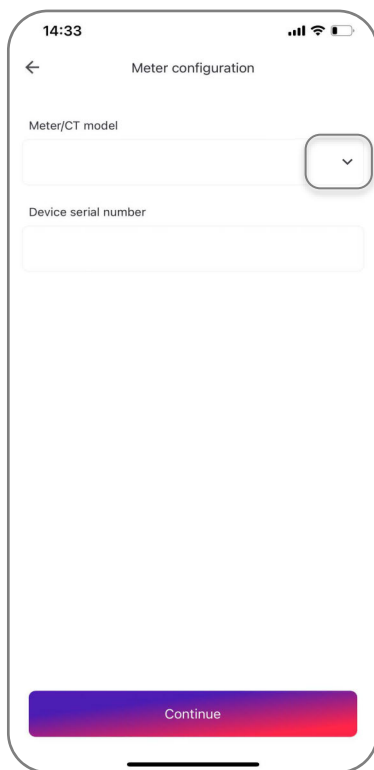 14:33
Meter configuration
Meter/CT model
Device serial number
Continue